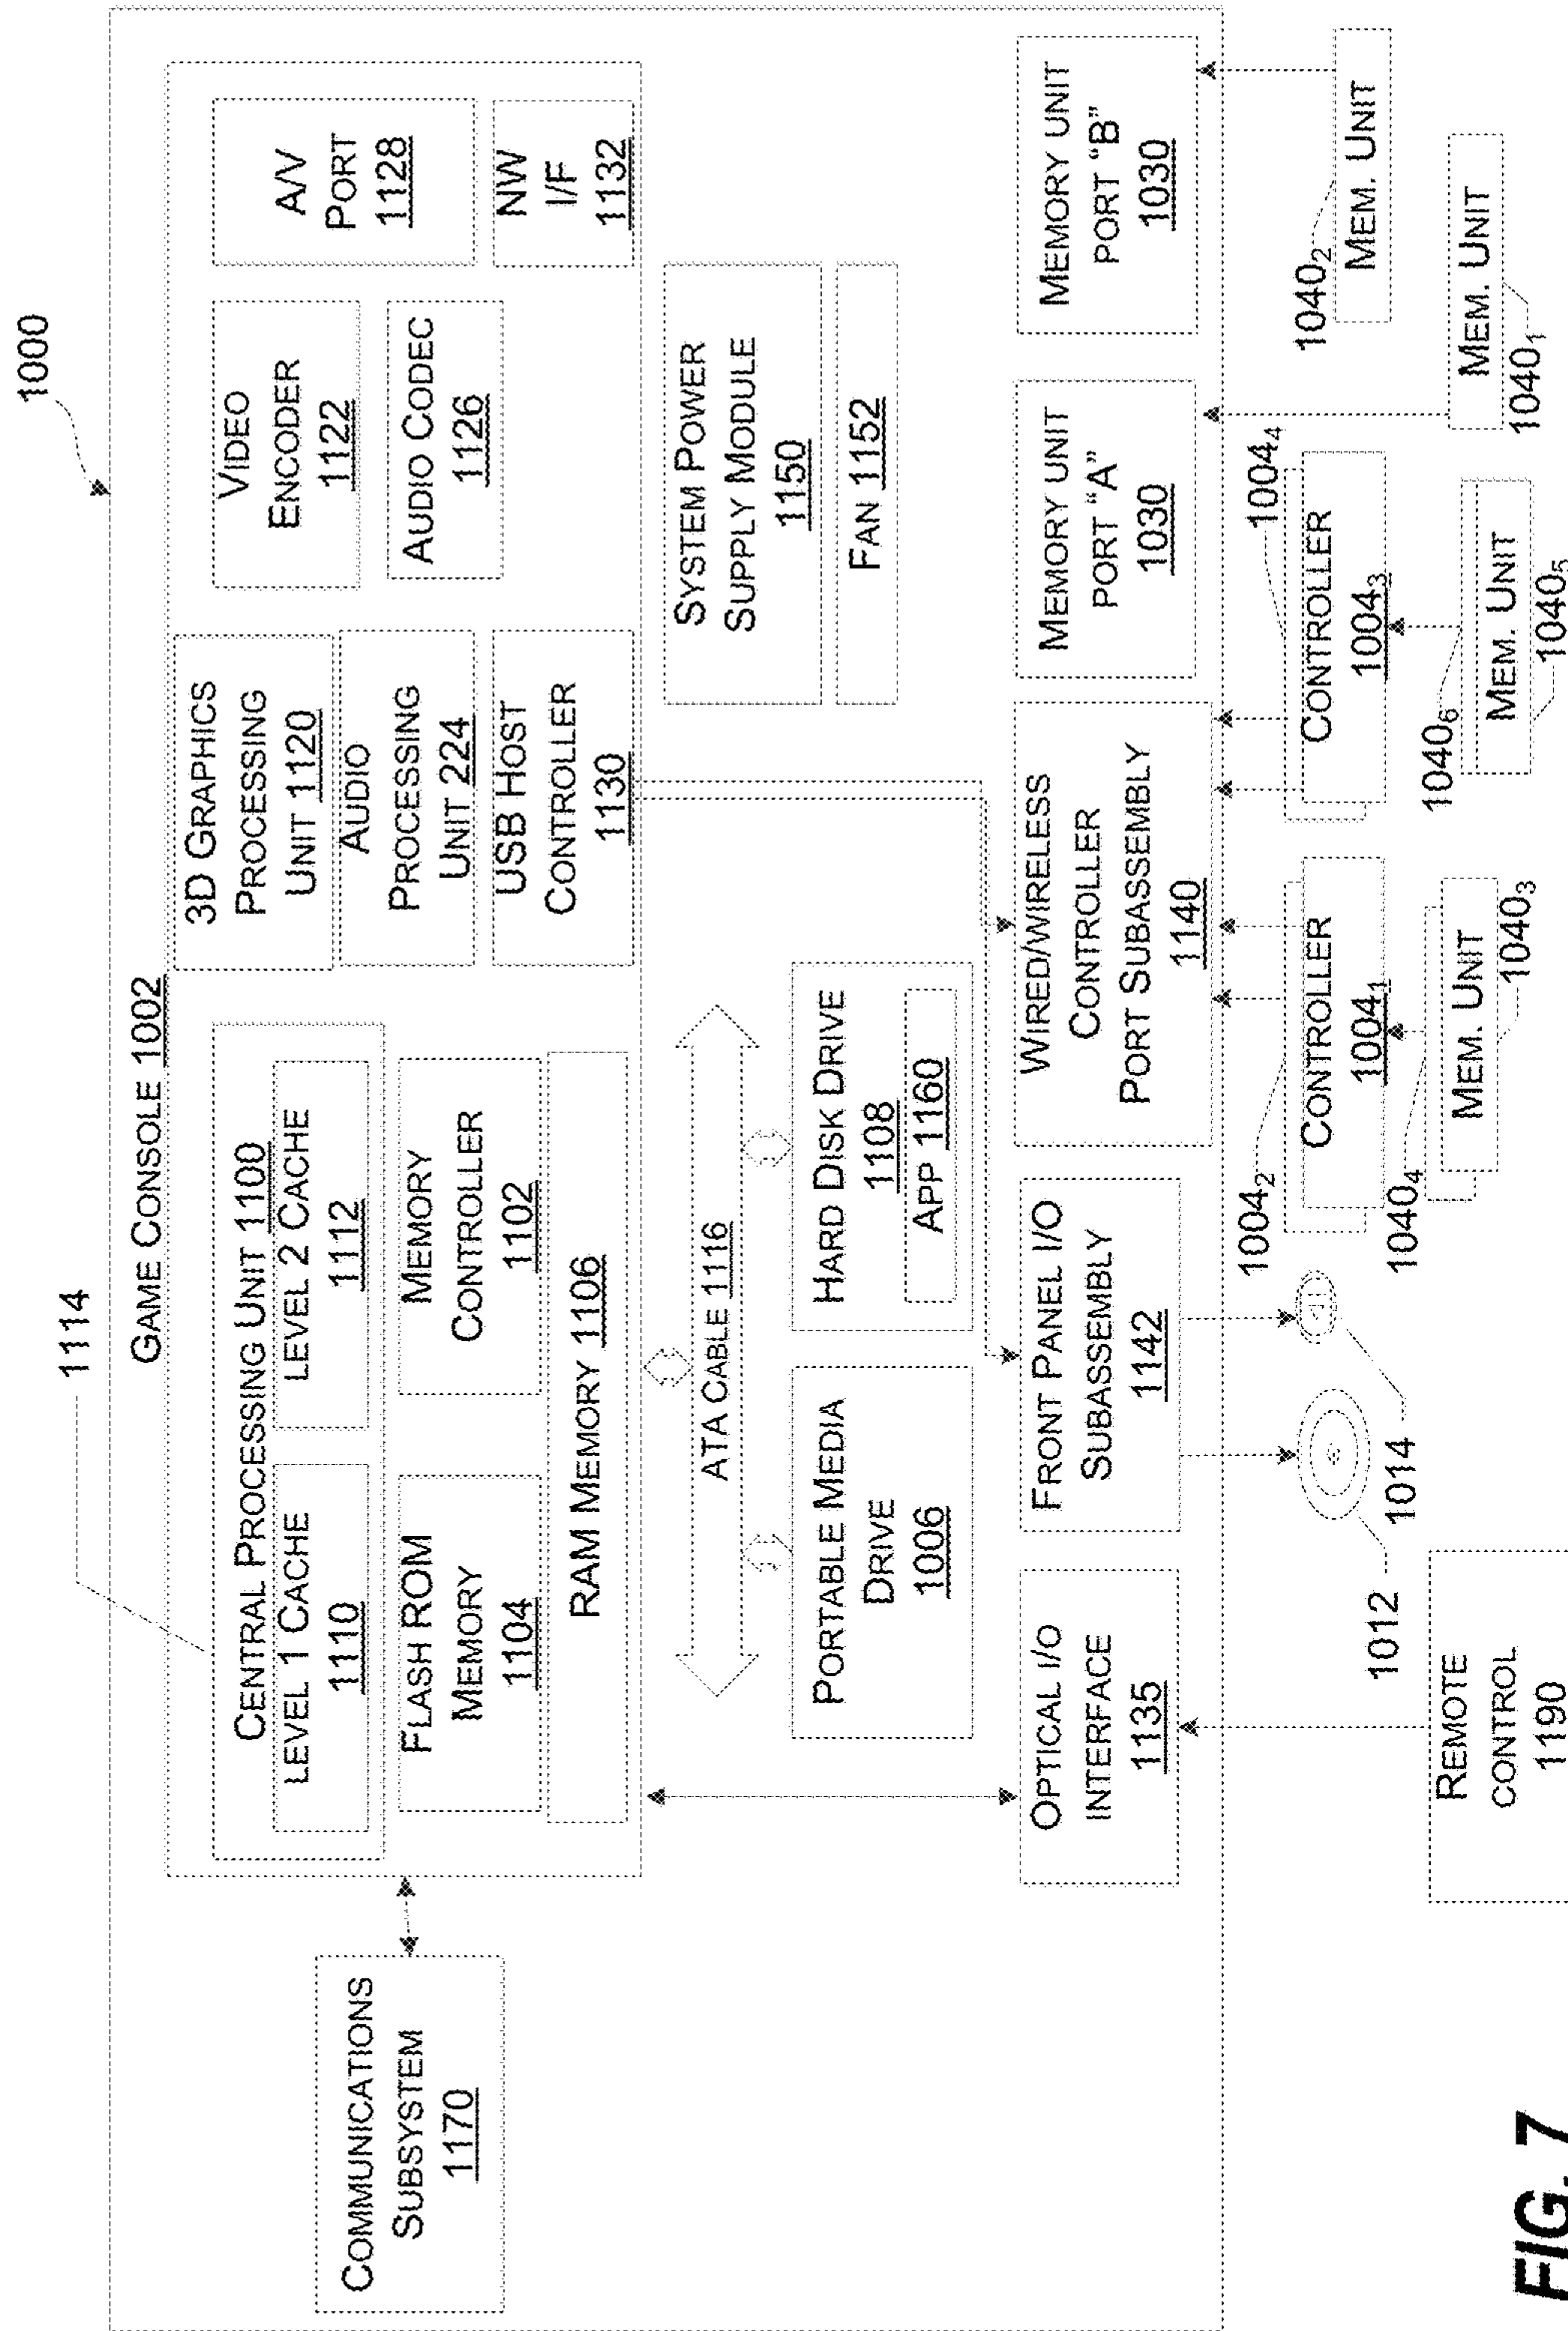 1000
1114
GAME CONSOLE 1002
CENTRAL PROCESSING UNIT 1100
LEVEL 1 CACHE
1110
LEVEL 2 CACHE
1112
FLASH ROM
MEMORY
1104
MEMORY
CONTROLLER
1102
RAM MEMORY 1106
3D GRAPHICS
PROCESSING
UNIT 1120
AUDIO
PROCESSING
UNIT 224
USB HOST
CONTROLLER
1130
VIDEO
ENCODER
1122
AUDIO CODEC
1126
A/V
PORT
1128
NW
I/F
1132
COMMUNICATIONS
SUBSYSTEM
1170
ATA CABLE 1116
SYSTEM POWER
SUPPLY MODULE
1150
FAN 1152
PORTABLE MEDIA
DRIVE
1006
HARD DISK DRIVE
1108
APP 1160
OPTICAL I/O
INTERFACE
1135
FRONT PANEL I/O
SUBASSEMBLY
1142
WIRED/WIRELESS
CONTROLLER
PORT SUBASSEMBLY
1140
MEMORY UNIT
PORT "A"
1030
MEMORY UNIT
PORT "B"
1030
1012
1014
1004₂
CONTROLLER
1004₁
1004₄
CONTROLLER
1004₃
1040₂
MEM. UNIT
1040₄
MEM. UNIT
1040₃
1040₆
MEM. UNIT
1040₅
MEM. UNIT
1040₁
REMOTE
CONTROL
1190
FIG. 7